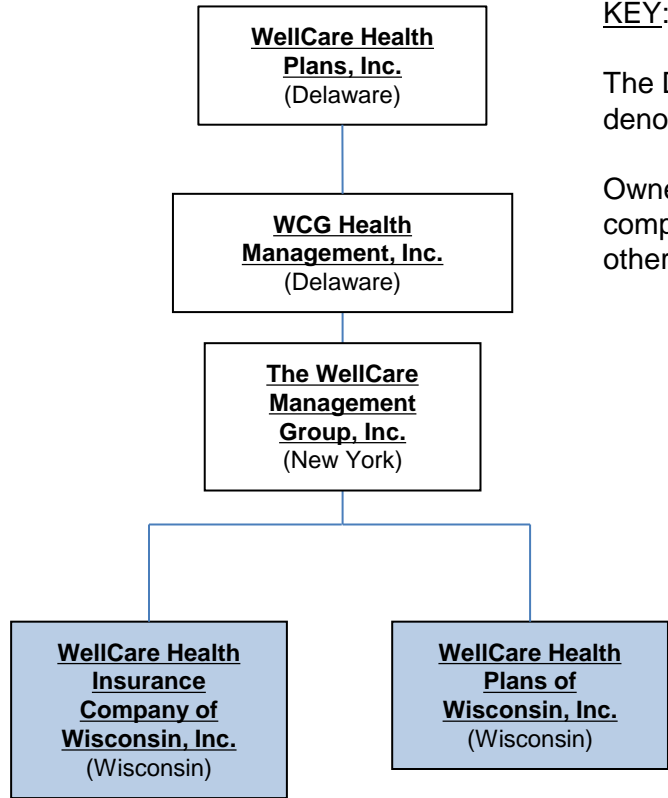 WellCare Health
Plans, Inc.
(Delaware)
KEY:
The
deno
Owne
comp
other
WCG Health
Management, Inc.
(Delaware)
The WellCare
Management
Group, Inc.
(New York)
WellCare Health
Insurance
Company of
Wisconsin, Inc.
(Wisconsin)
WellCare Health
Plans of
Wisconsin, Inc.
(Wisconsin)